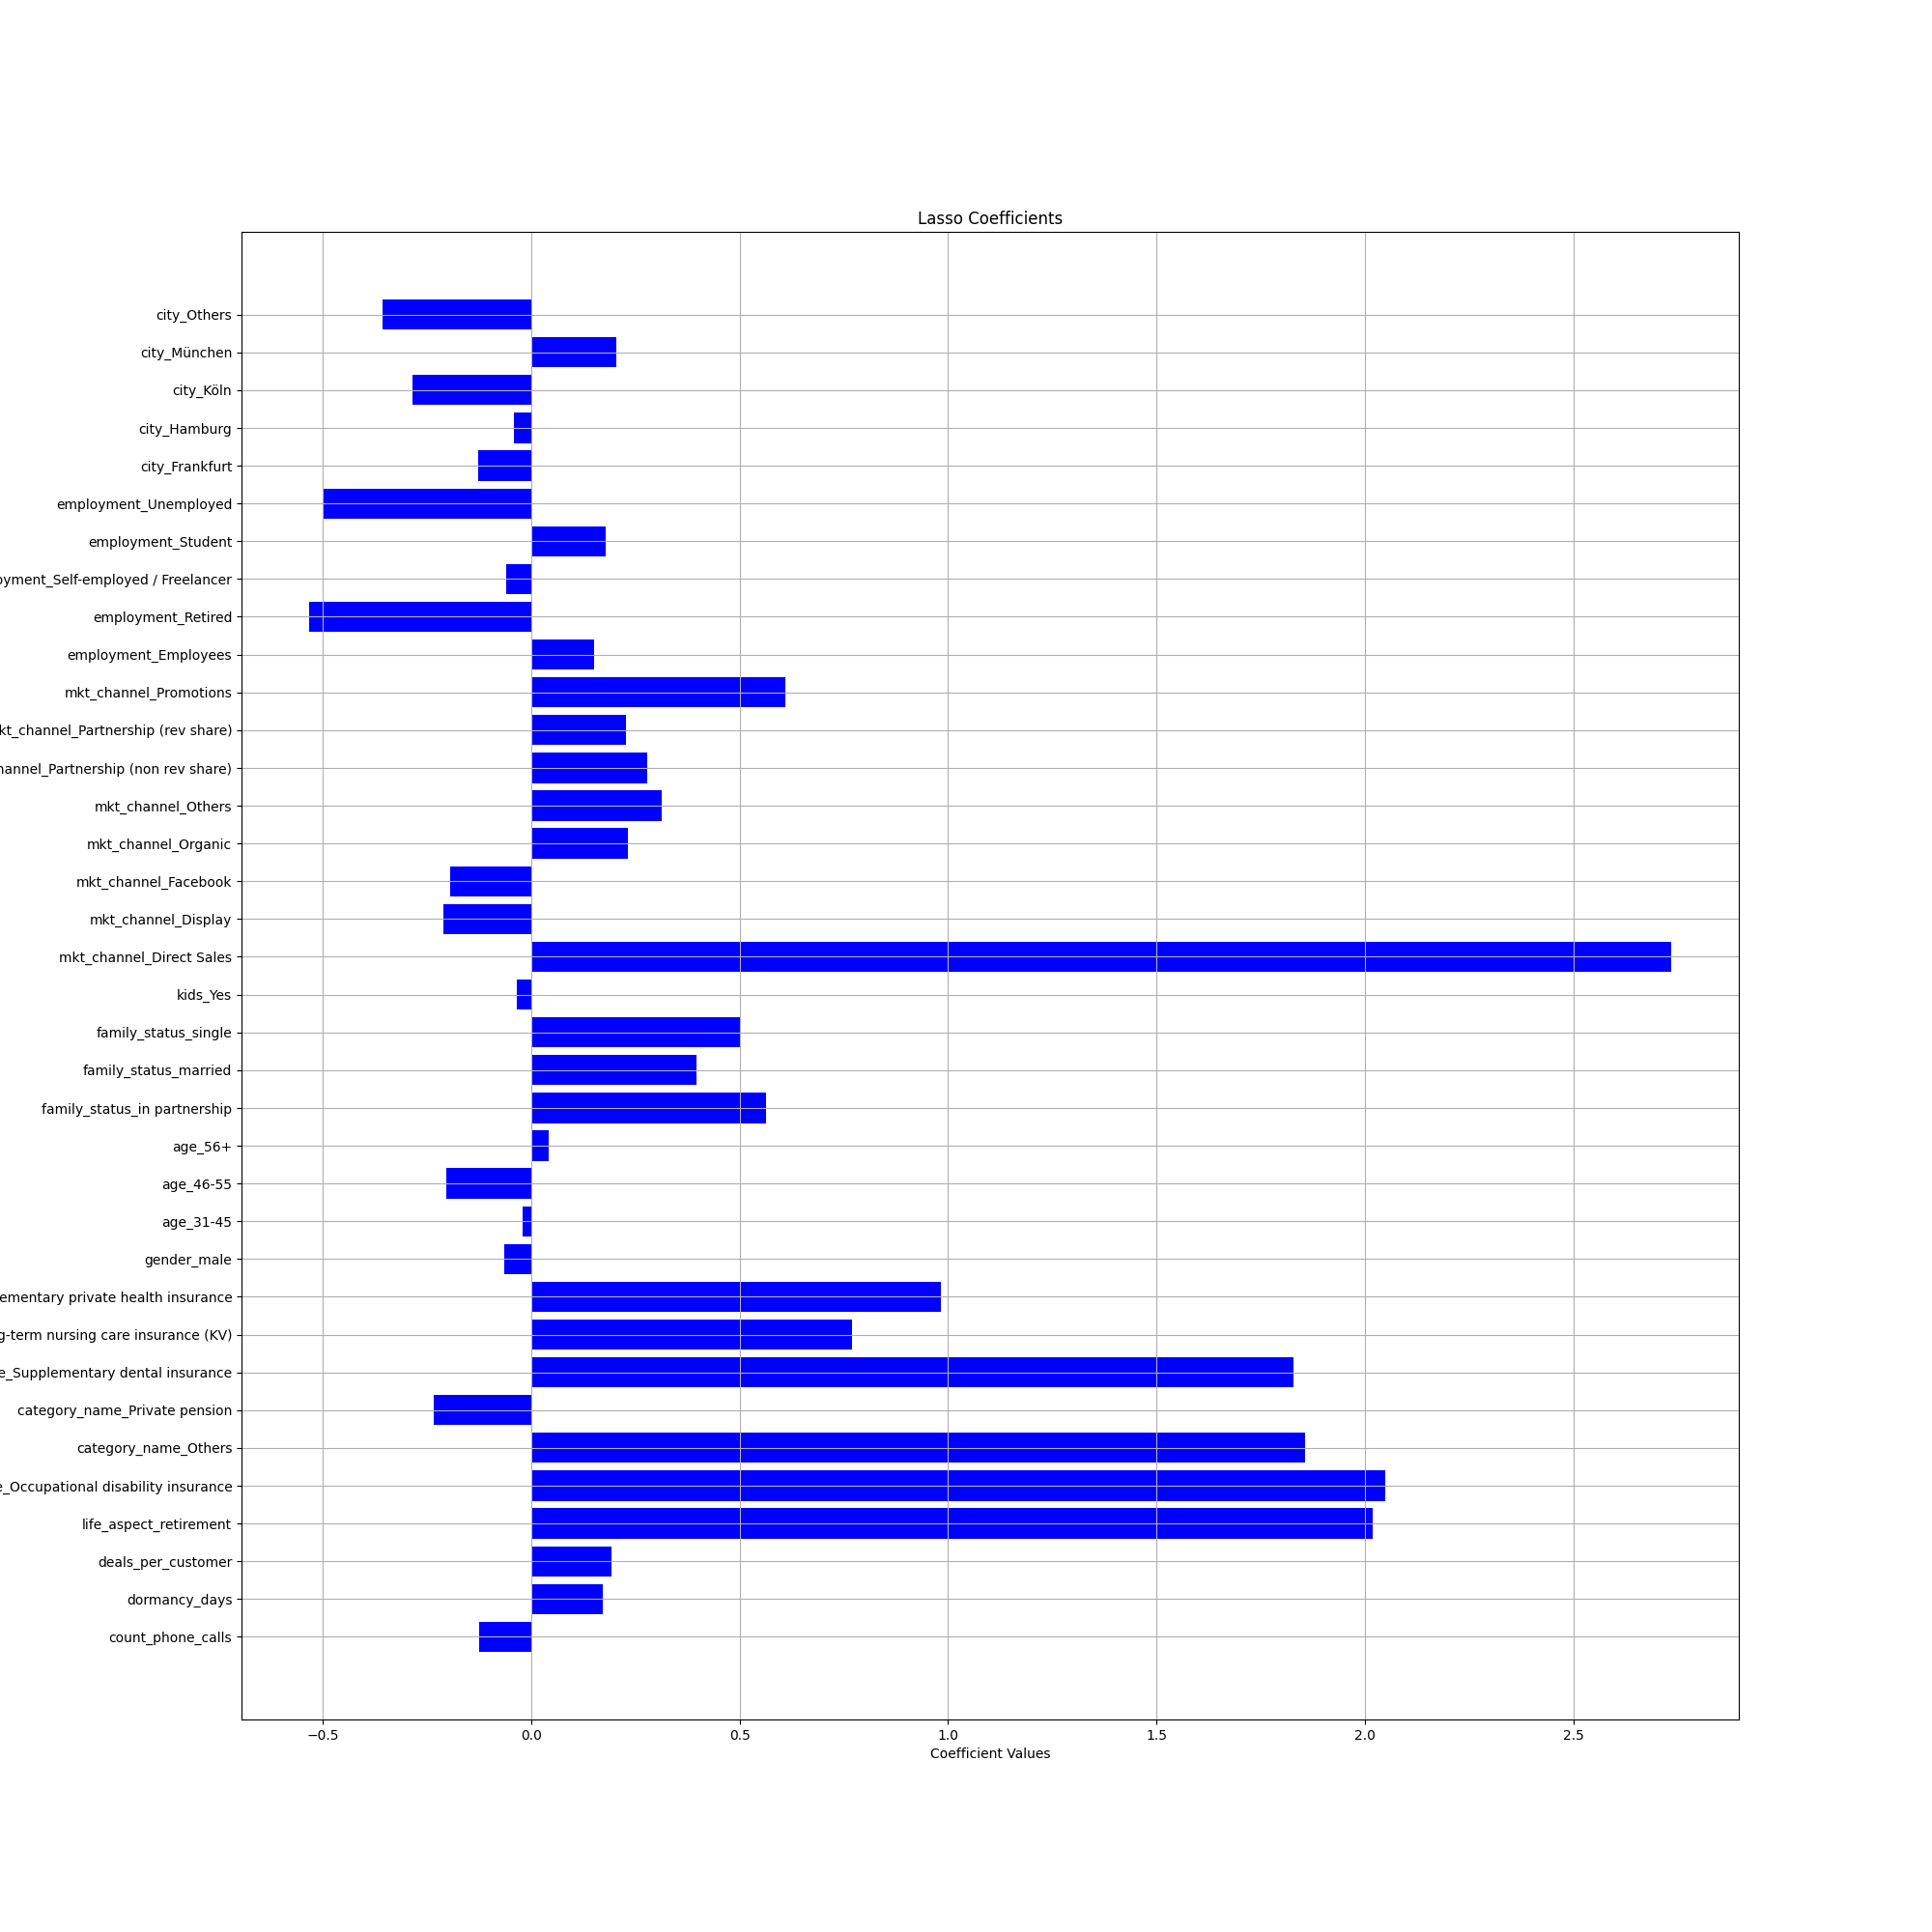 Lasso Coefficients
city_Others
city_München
city_Köln
city_Hamburg
city_Frankfurt
employment_Unemployed
employment_Student
oyment_Self-employed / Freelancer
employment_Retired
employment_Employees
mkt_channel_Promotions
kt_channel_Partnership (rev share)
hannel_Partnership (non rev share)
mkt_channel_Others
mkt_channel_Organic
mkt_channel_Facebook
mkt_channel_Display
mkt_channel_Direct Sales
kids_Yes
family_status_single
family_status_married
family_status_in partnership
age_56+
age_46-55
age_31-45
gender_male
ementary private health insurance
g-term nursing care insurance (KV)
e_Supplementary dental insurance
category_name_Private pension
category_name_Others
e_Occupational disability insurance
life_aspect_retirement
deals_per_customer
dormancy_days
count_phone_calls
−0.5 0.0 0.5 1.0 1.5 2.0 2.5
Coefficient Values